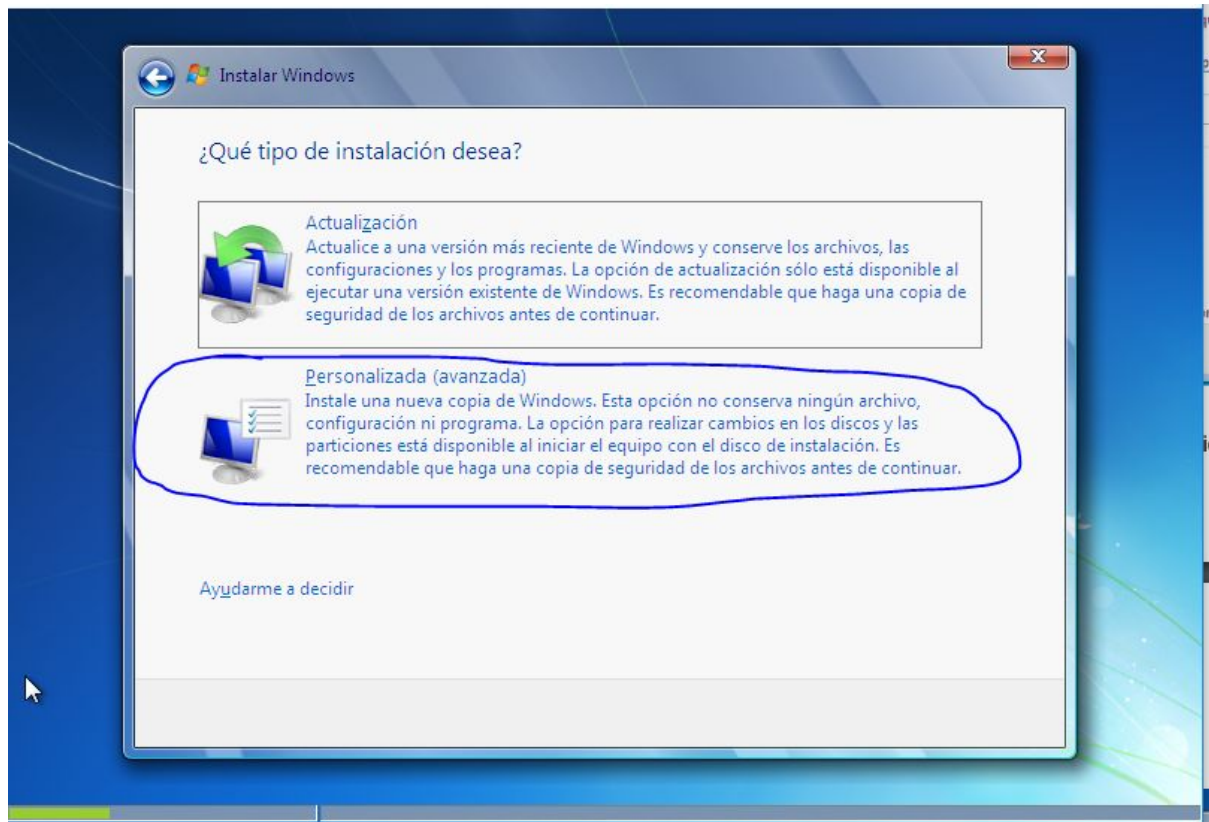 Instalar Windows
¿Qué tipo de instalación desea?
Actualización
Actualice a una versión más reciente de Windows y conserve los archivos, las
configuraciones y los programas. La opción de actualización sólo está disponible al
ejecutar una versión existente de Windows. Es recomendable que haga una copia de
seguridad de los archivos antes de continuar.
Personalizada (avanzada)
Instale una nueva copia de Windows. Esta opción no conserva ningún archivo,
configuración ni programa. La opción para realizar cambios en los discos y las
particiones está disponible al iniciar el equipo con el disco de instalación. Es
recomendable que haga una copia de seguridad de los archivos antes de continuar.
Ayudarme a decidir